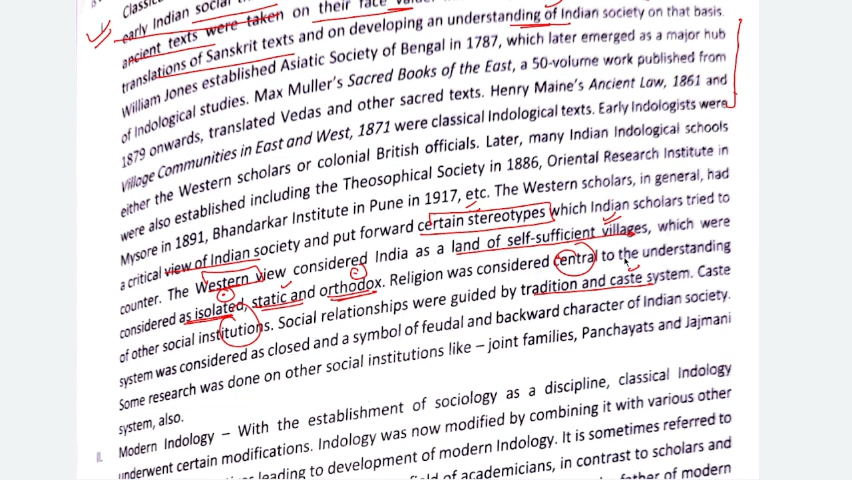 Classic
early Indian social
ancient texts were taken on their face value
translations of Sanskrit texts and on developing an understanding of Indian society on that basis.
William Jones established Asiatic Society of Bengal in 1787, which later emerged as a major hub
of Indological studies. Max Muller's Sacred Books of the East, a 50-volume work published from
1879 onwards, translated Vedas and other sacred texts. Henry Maine's Ancient Law, 1861 and
Village Communities in East and West, 1871 were classical Indological texts. Early Indologists were
either the Western scholars or colonial British officials. Later, many Indian Indological schools
were also established including the Theosophical Society in 1886, Oriental Research Institute in
Mysore in 1891, Bhandarkar Institute in Pune in 1917, etc. The Western scholars, in general, had
a critical view of Indian society and put forward certain stereotypes which Indian scholars tried to
counter. The Western view considered India as a land of self-sufficient villages, which were
considered as isolated, static and orthodox. Religion was considered central to the understanding
of other social institutions. Social relationships were guided by tradition and caste system. Caste
system was considered as closed and a symbol of feudal and backward character of Indian society.
Some research was done on other social institutions like – joint families, Panchayats and Jajmani
system, also.
II. Modern Indology – With the establishment of sociology as a discipline, classical Indology
underwent certain modifications. Indology was now modified by combining it with various other
leading to development of modern Indology. It is sometimes referred to
field of academicians, in contrast to scholars and
father of modern